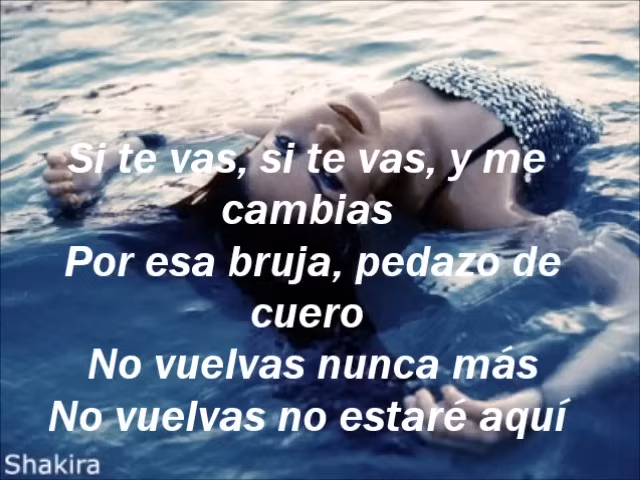 Si te vas, si te vas, y me
cambias
Por esa bruja, pedazo de
cuero
No vuelvas nunca más
No vuelvas no estaré aquí
Shakira